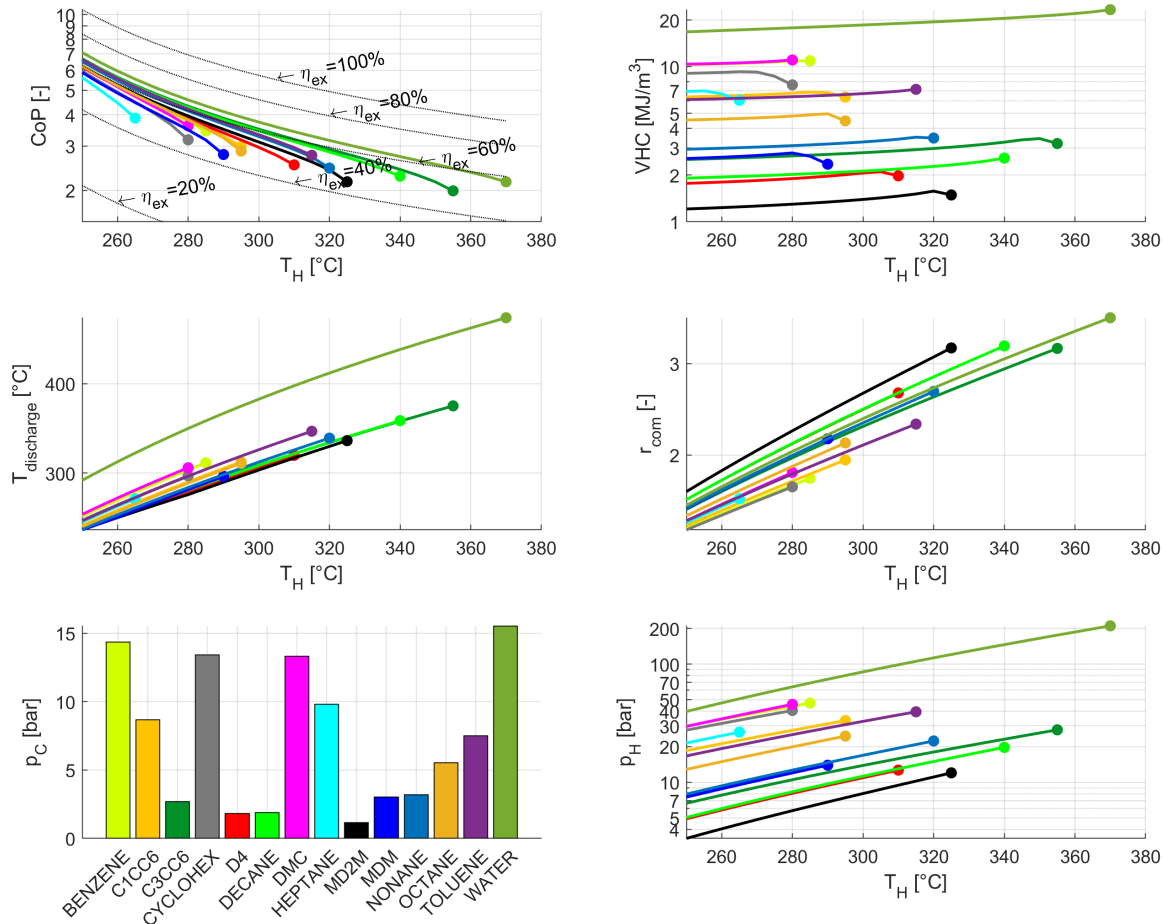 CoP [-]
10
9
8
7
6
5
4
3
2
← η_ex=100%
← η_ex=80%
← η_ex=60%
← η_ex=40%
← η_ex=20%
260 280 300 320 340 360 380
T_H [°C]
VHC [MJ/m³]
20
10
5
4
3
2
1
260 280 300 320 340 360 380
T_H [°C]
T_discharge [°C]
400
300
260 280 300 320 340 360 380
T_H [°C]
r_com [-]
3
2
260 280 300 320 340 360 380
T_H [°C]
p_C [bar]
15
10
5
0
BENZENE
C1CC6
C3CC6
CYCLOHEX
D4
DECANE
DMC
HEPTANE
MD2M
MDM
NONANE
OCTANE
TOLUENE
WATER
p_H [bar]
200
100
70
50
40
30
20
10
7
5
4
260 280 300 320 340 360 380
T_H [°C]